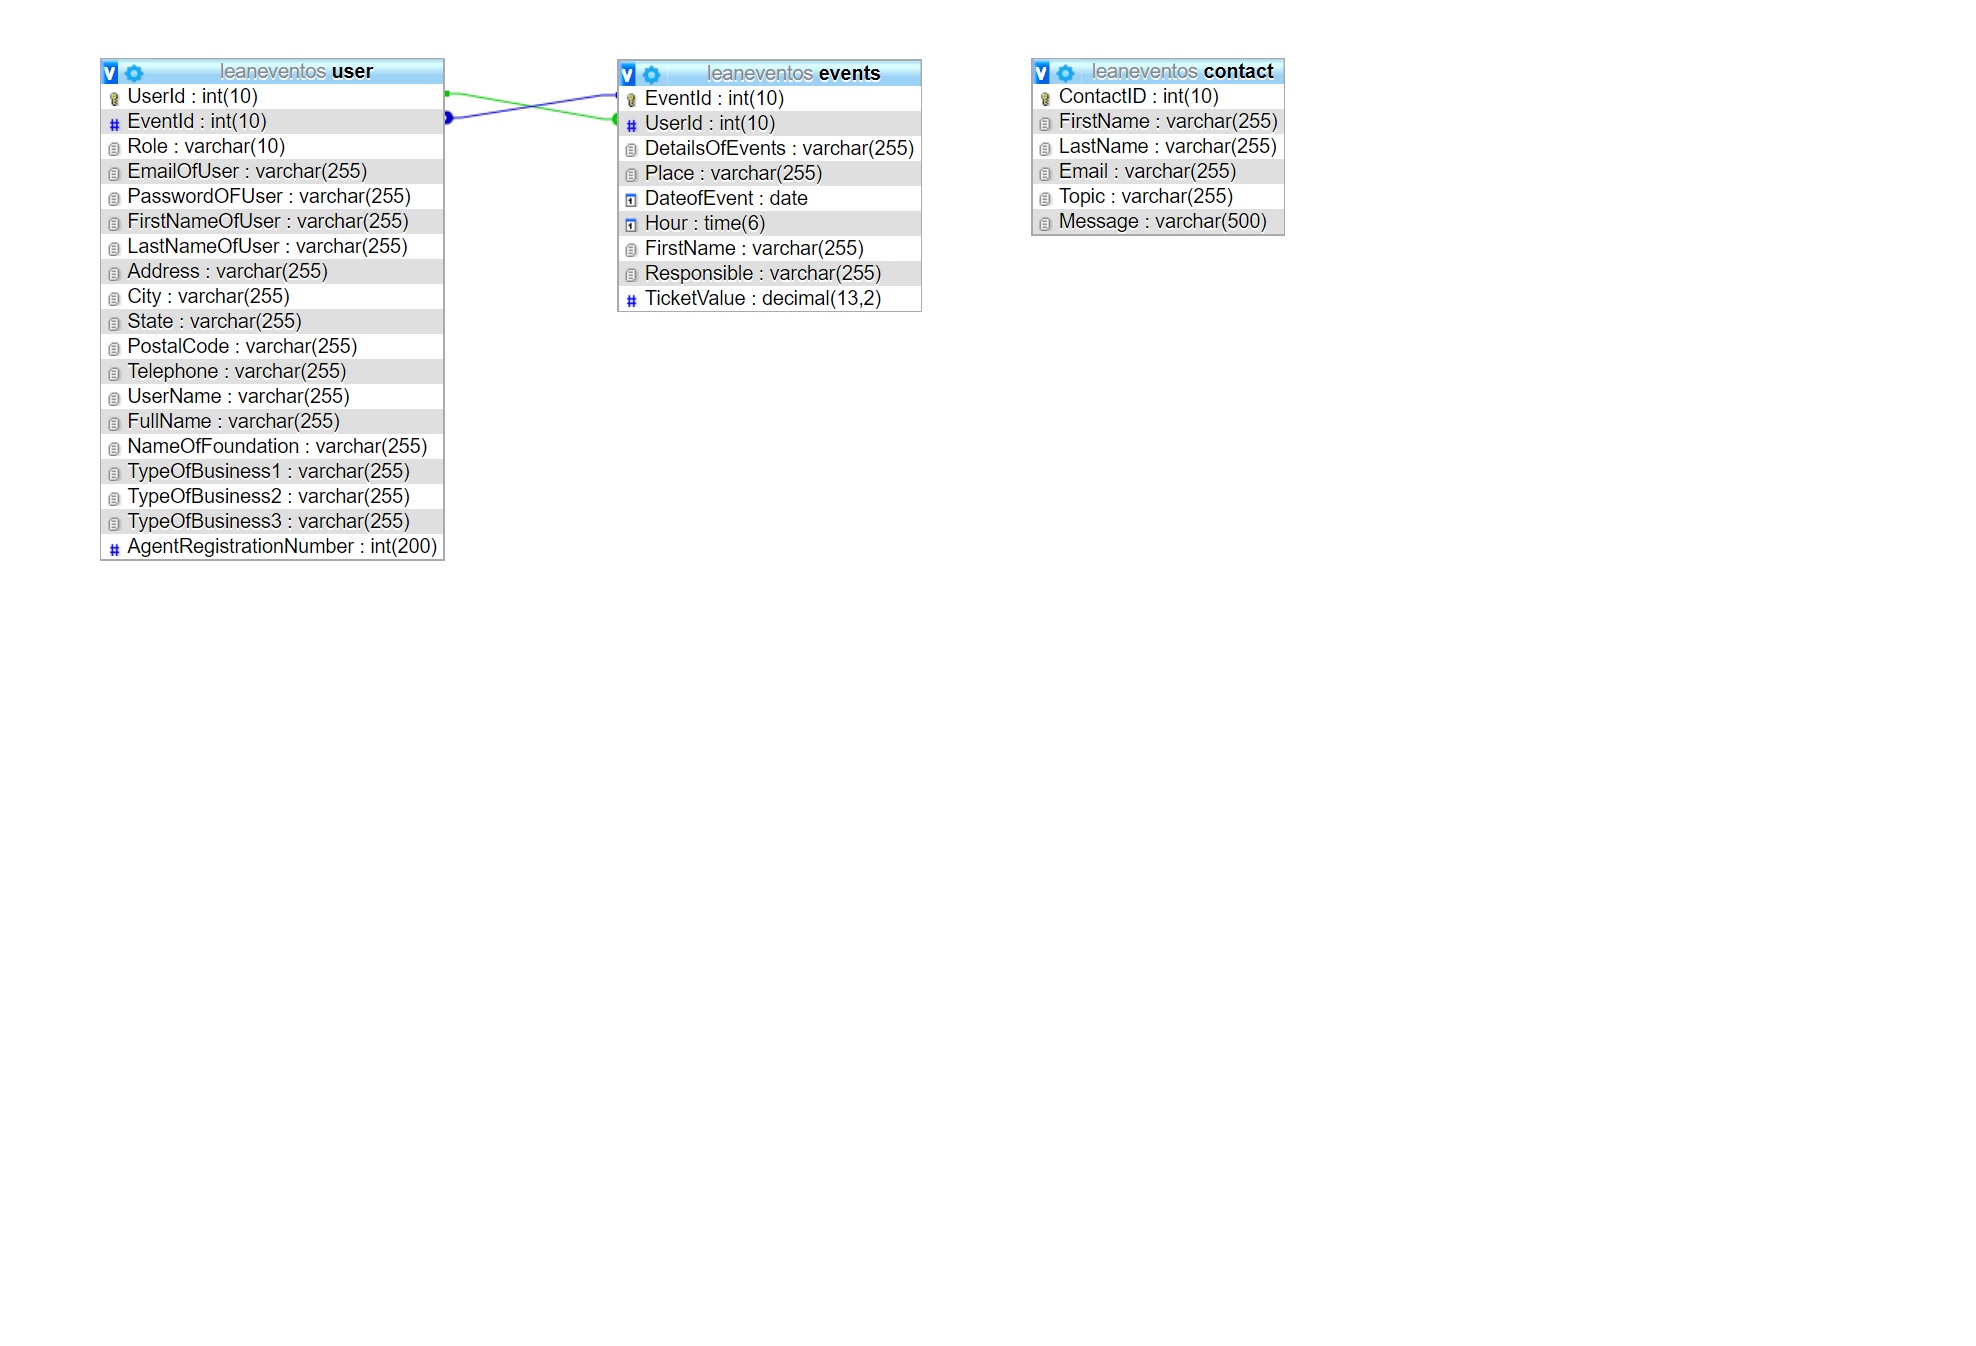 leaneventos user
UserId : int(10)
EventId : int(10)
Role : varchar(10)
EmailOfUser : varchar(255)
PasswordOFUser : varchar(255)
FirstNameOfUser : varchar(255)
LastNameOfUser : varchar(255)
Address : varchar(255)
City : varchar(255)
State : varchar(255)
PostalCode : varchar(255)
Telephone : varchar(255)
UserName : varchar(255)
FullName : varchar(255)
NameOfFoundation : varchar(255)
TypeOfBusiness1 : varchar(255)
TypeOfBusiness2 : varchar(255)
TypeOfBusiness3 : varchar(255)
AgentRegistrationNumber : int(200)
leaneventos events
EventId : int(10)
UserId : int(10)
DetailsOfEvents : varchar(255)
Place : varchar(255)
DateofEvent : date
Hour : time(6)
FirstName : varchar(255)
Responsible : varchar(255)
TicketValue : decimal(13,2)
leaneventos contact
ContactID : int(10)
FirstName : varchar(255)
LastName : varchar(255)
Email : varchar(255)
Topic : varchar(255)
Message : varchar(500)